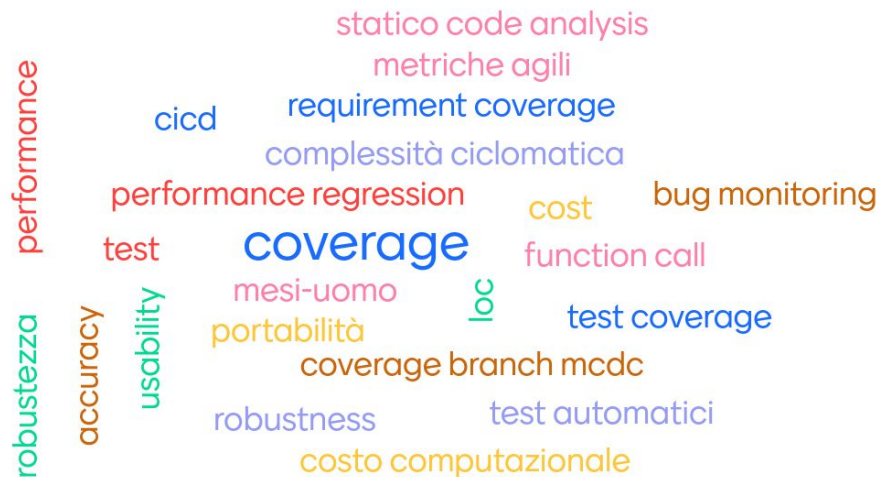 statico code analysis
metriche agili
performance
cicd
requirement coverage
complessità ciclomatica
performance regression
cost
bug monitoring
test
coverage
function call
mesi-uomo
loc
usability
accuracy
robustezza
portabilità
test coverage
coverage branch mcdc
robustness
test automatici
costo computazionale